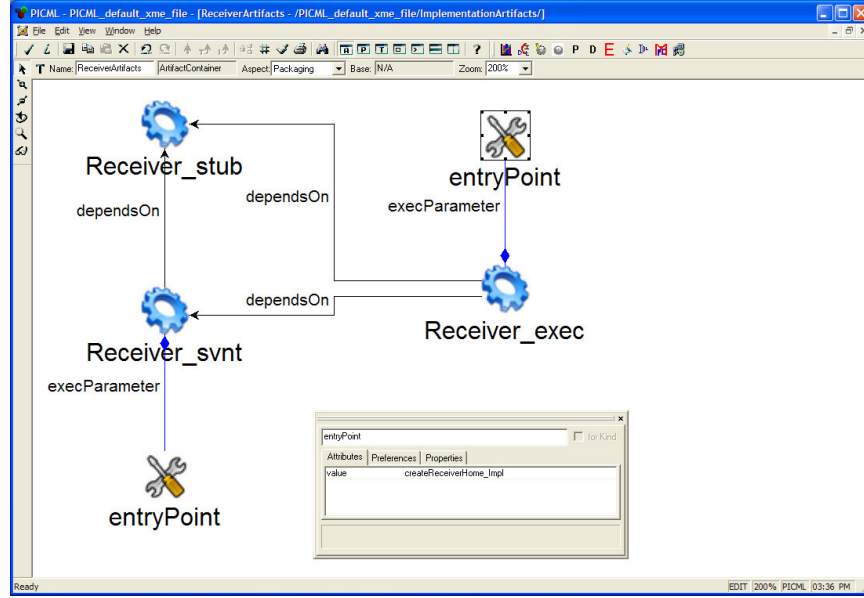 PICML - PICML_default_xme_file - [ReceiverArtifacts - /PICML_default_xme_file/ImplementationArtifacts/]
File Edit View Window Help
A P T P D E
T Name: ReceiverArtifacts ArtifactContainer Aspect: Packaging Base: N/A Zoom: 200%
Receiver_stub
entryPoint
dependsOn
dependsOn
execParameter
dependsOn
Receiver_exec
Receiver_svnt
execParameter
entryPoint
entryPoint for Kind
Attributes Preferences Properties
value createReceiverHome_Impl
Ready EDIT 200% PICML 03:36 PM